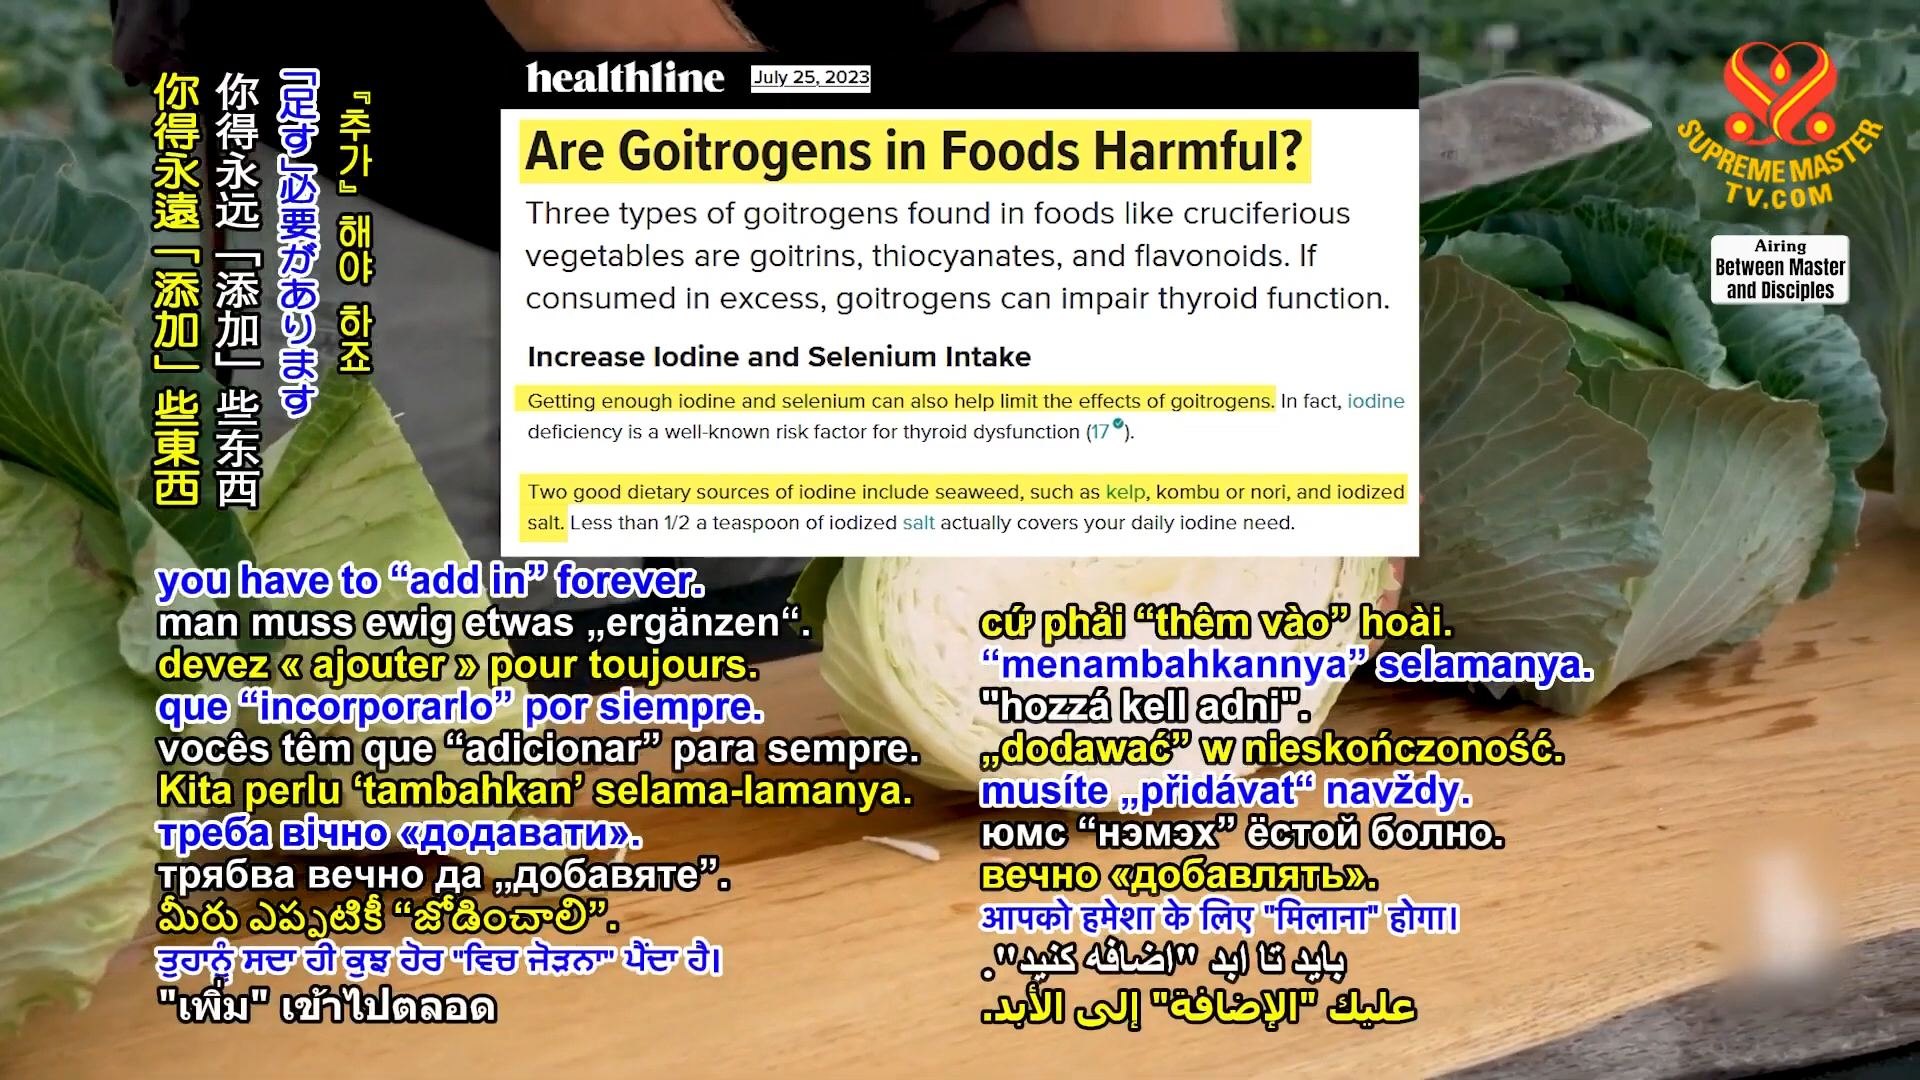 你得永遠「添加」些東西
你得永远「添加」些东西
「足す」必要があります
『추가』해야 하죠
healthline
July 25, 2023
Are Goitrogens in Foods Harmful?
Three types of goitrogens found in foods like cruciferious
vegetables are goitrins, thiocyanates, and flavonoids. If
consumed in excess, goitrogens can impair thyroid function.
Increase Iodine and Selenium Intake
Getting enough iodine and selenium can also help limit the effects of goitrogens. In fact, iodine
deficiency is a well-known risk factor for thyroid dysfunction (17).
Two good dietary sources of iodine include seaweed, such as kelp, kombu or nori, and iodized
salt. Less than 1/2 a teaspoon of iodized salt actually covers your daily iodine need.
SUPREME MASTER
TV.COM
Airing
Between Master
and Disciples
you have to “add in” forever.
man muss ewig etwas „ergänzen“.
devez « ajouter » pour toujours.
que “incorporarlo” por siempre.
vocês têm que “adicionar” para sempre.
Kita perlu ‘tambahkan’ selama-lamanya.
треба вічно «додавати».
трябва вечно да „добавяте”.
మీరు ఎప్పటికీ “జోడించాలి”.
ਤੁਹਾਨੂੰ ਸਦਾ ਹੀ ਕੁਝ ਹੋਰ "ਵਿਚ ਜੋੜਨਾ" ਪੈਂਦਾ ਹੈ।
"เพิ่ม" เข้าไปตลอด
cứ phải “thêm vào” hoài.
“menambahkannya” selamanya.
"hozzá kell adni".
„dodawać” w nieskończoność.
musíte „přidávat“ navždy.
юмс “нэмэх” ёстой болно.
вечно «добавлять».
आपको हमेशा के लिए "मिलाना" होगा।
باید تا ابد "اضافه کنید".
عليك "الإضافة" إلى الأبد.